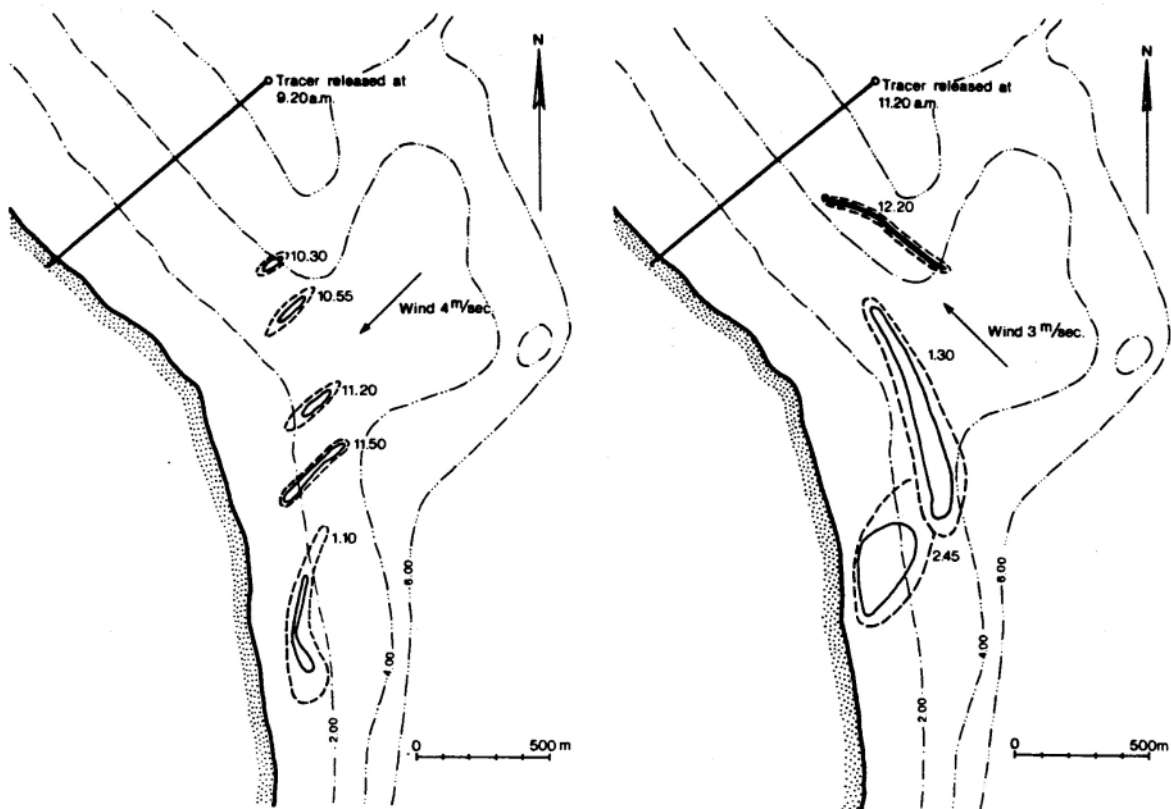 N
Tracer released at
9.20a.m.
10.30
10.55
Wind 4 m/sec.
11.20
11.50
1.10
6.00
4.00
2.00
0 500 m
N
Tracer released at
11.20 a.m.
12.20
Wind 3 m/sec.
1.30
2.45
6.00
4.00
2.00
0 500 m